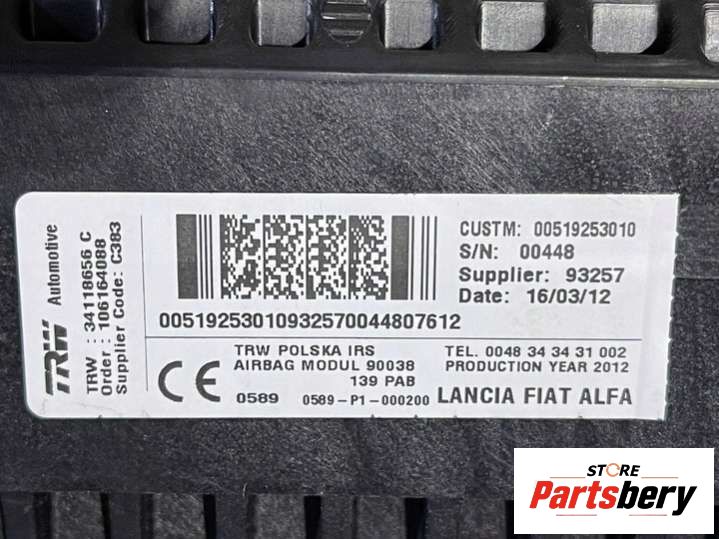 TRW Automotive
TRW : 34118656 C
Order : 106164088
Supplier Code: C383
CUSTM: 00519253010
S/N: 00448
Supplier: 93257
Date: 16/03/12
00519253010932570044807612
TRW POLSKA IRS
AIRBAG MODUL 90038
139 PAB
CE 0589 0589-P1-000200
TEL. 0048 34 34 31 002
PRODUCTION YEAR 2012
LANCIA FIAT ALFA
STORE
Partsbery